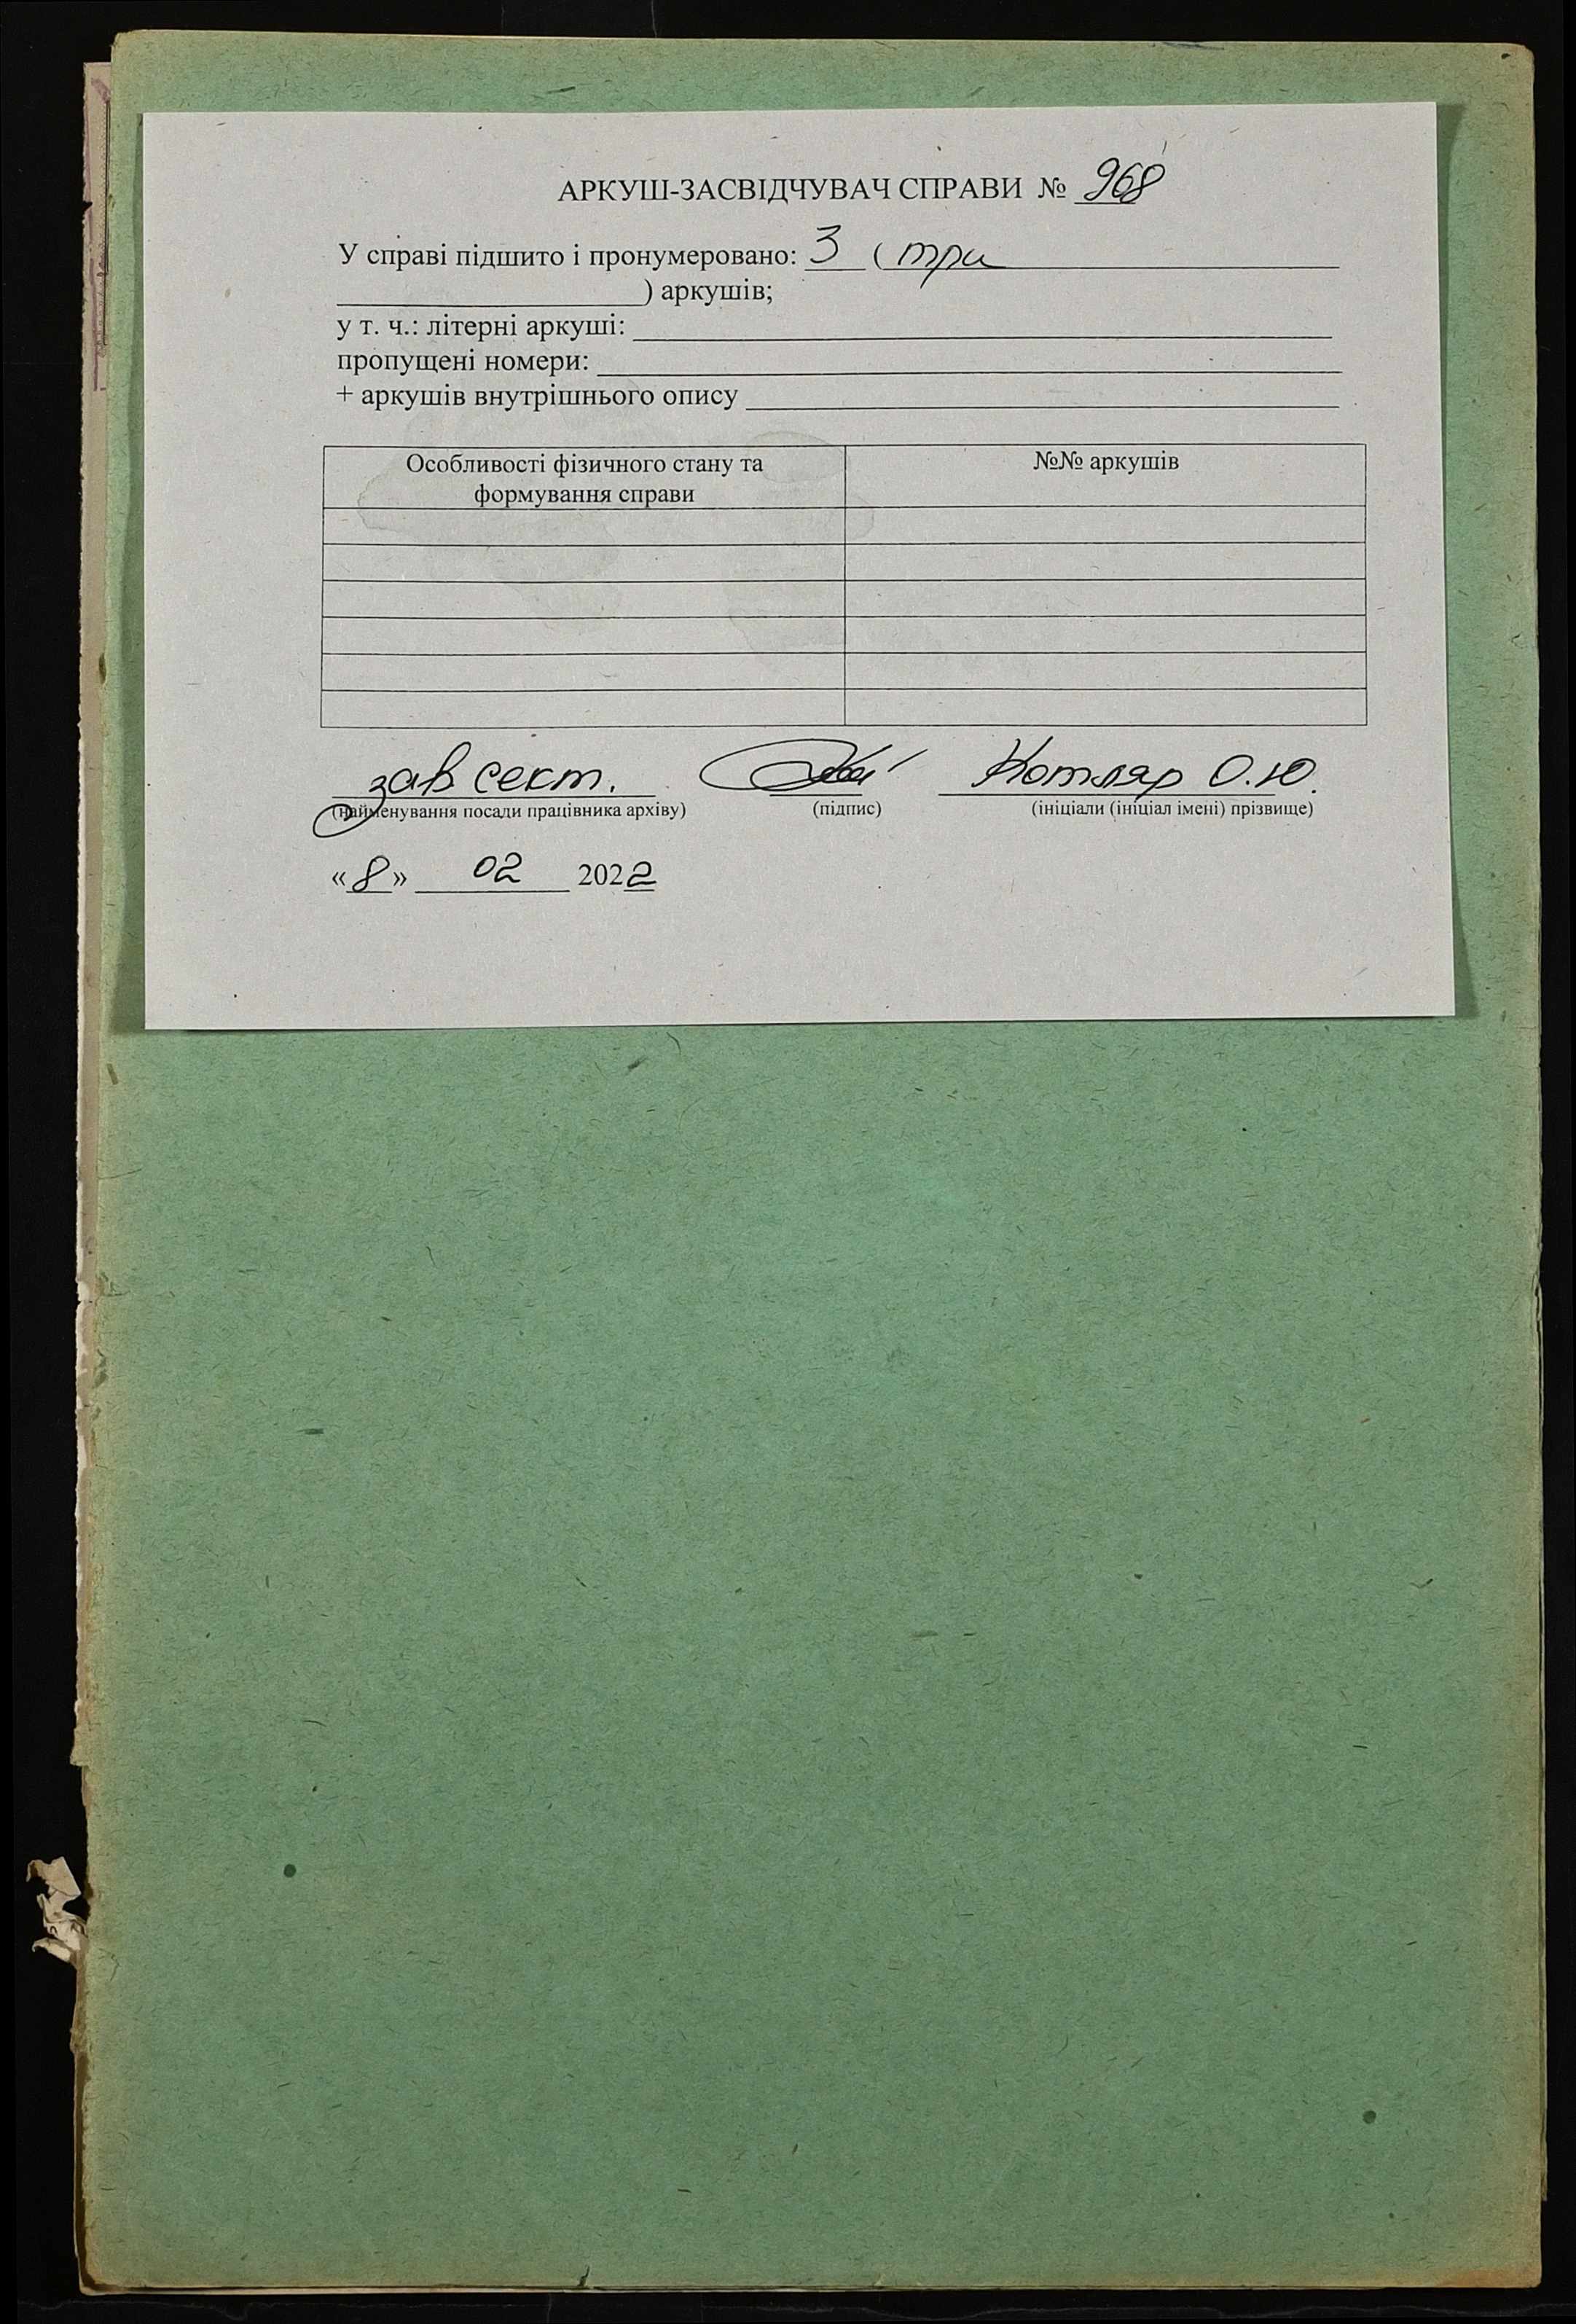 АРКУШ-ЗАСВІДЧУВАЧ СПРАВИ № 968
У справі підшито і пронумеровано: 3 ( три
) аркушів;
у т. ч.: літерні аркуші:
пропущені номери:
+ аркушів внутрішнього опису
Особливості фізичного стану та №№ аркушів
формування справи
зав сект. Котляр О.Ю.
(найменування посади працівника архіву) (підпис) (ініціали (ініціал імені) прізвище)
«8» 02 2022